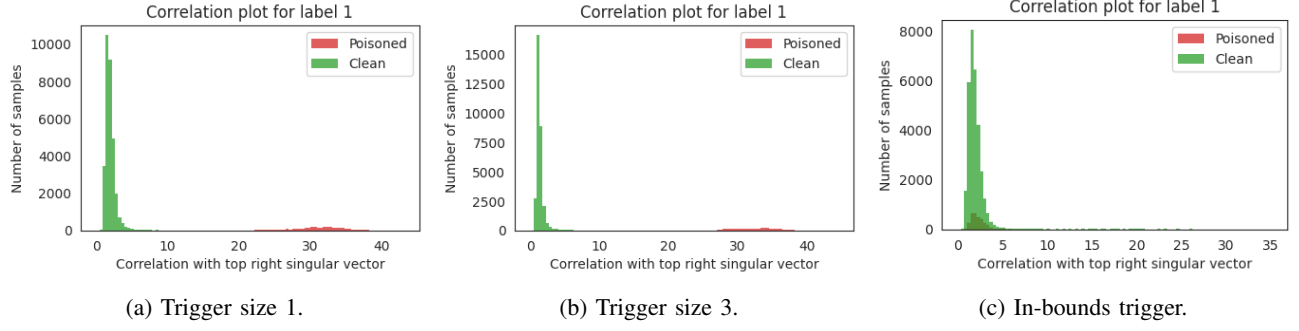 Correlation plot for label 1
Number of samples
10000
8000
6000
4000
2000
0
Poisoned
Clean
0 10 20 30 40
Correlation with top right singular vector
(a) Trigger size 1.
Correlation plot for label 1
Number of samples
15000
12500
10000
7500
5000
2500
0
Poisoned
Clean
0 10 20 30 40
Correlation with top right singular vector
(b) Trigger size 3.
Correlation plot for label 1
Number of samples
8000
6000
4000
2000
0
Poisoned
Clean
0 5 10 15 20 25 30 35
Correlation with top right singular vector
(c) In-bounds trigger.